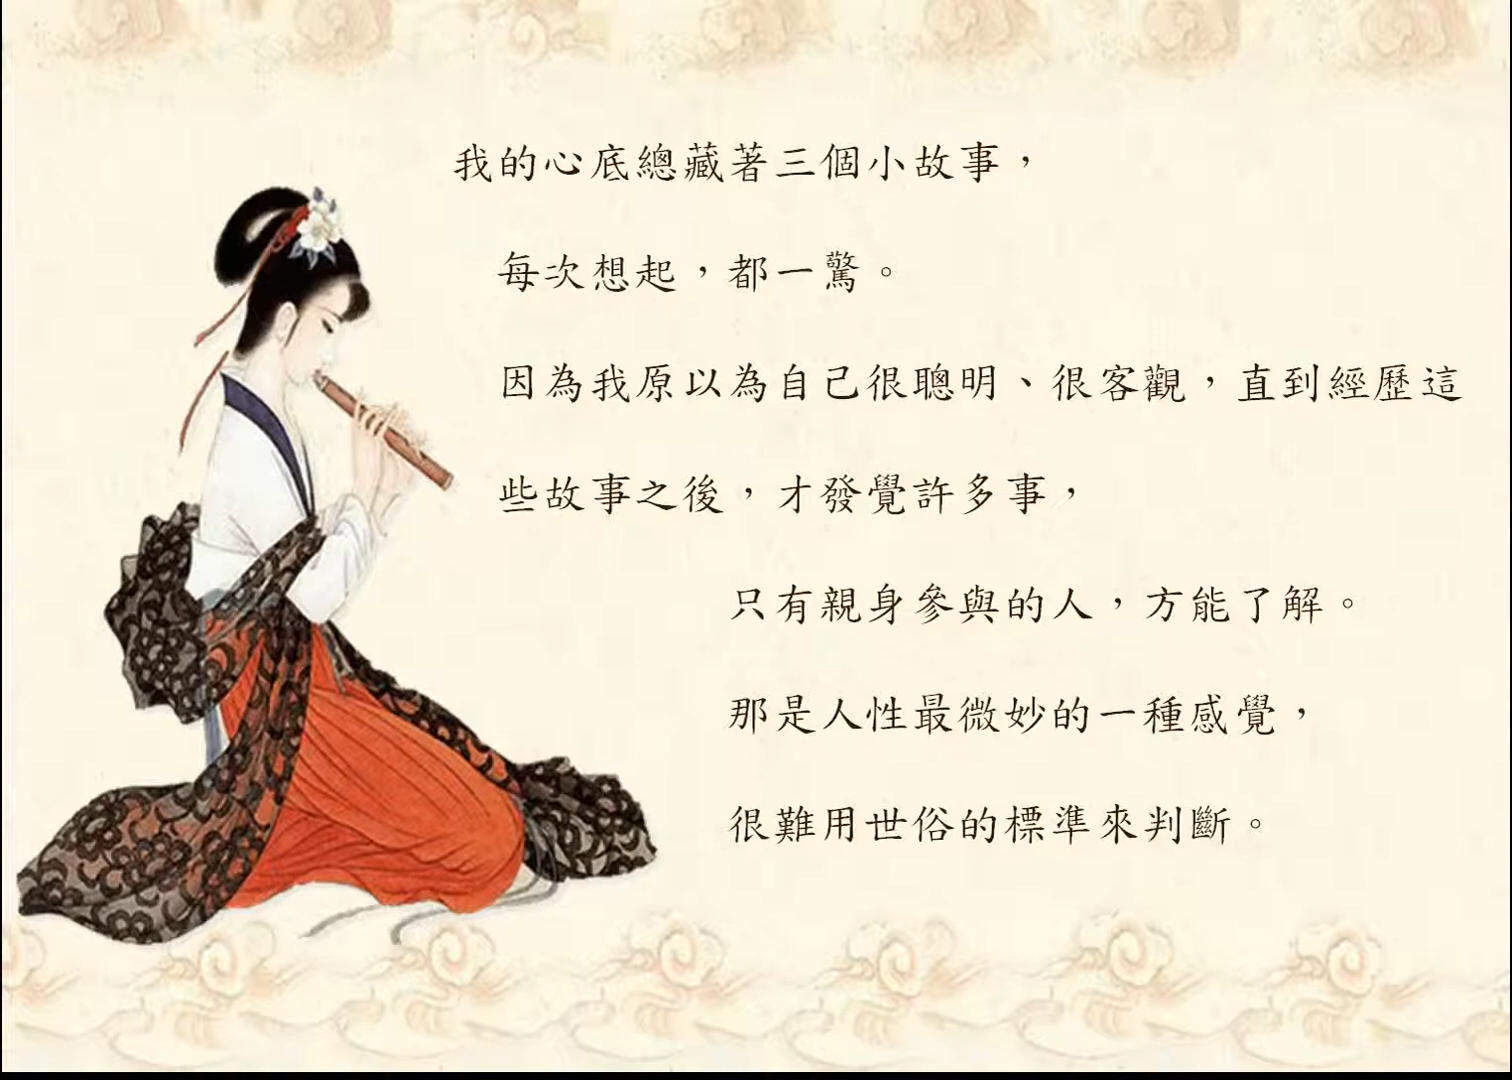 我的心底總藏著三個小故事，
每次想起，都一驚。
因為我原以為自己很聰明、很客觀，直到經歷這
些故事之後，才發覺許多事，
只有親身參與的人，方能了解。
那是人性最微妙的一種感覺，
很難用世俗的標準來判斷。